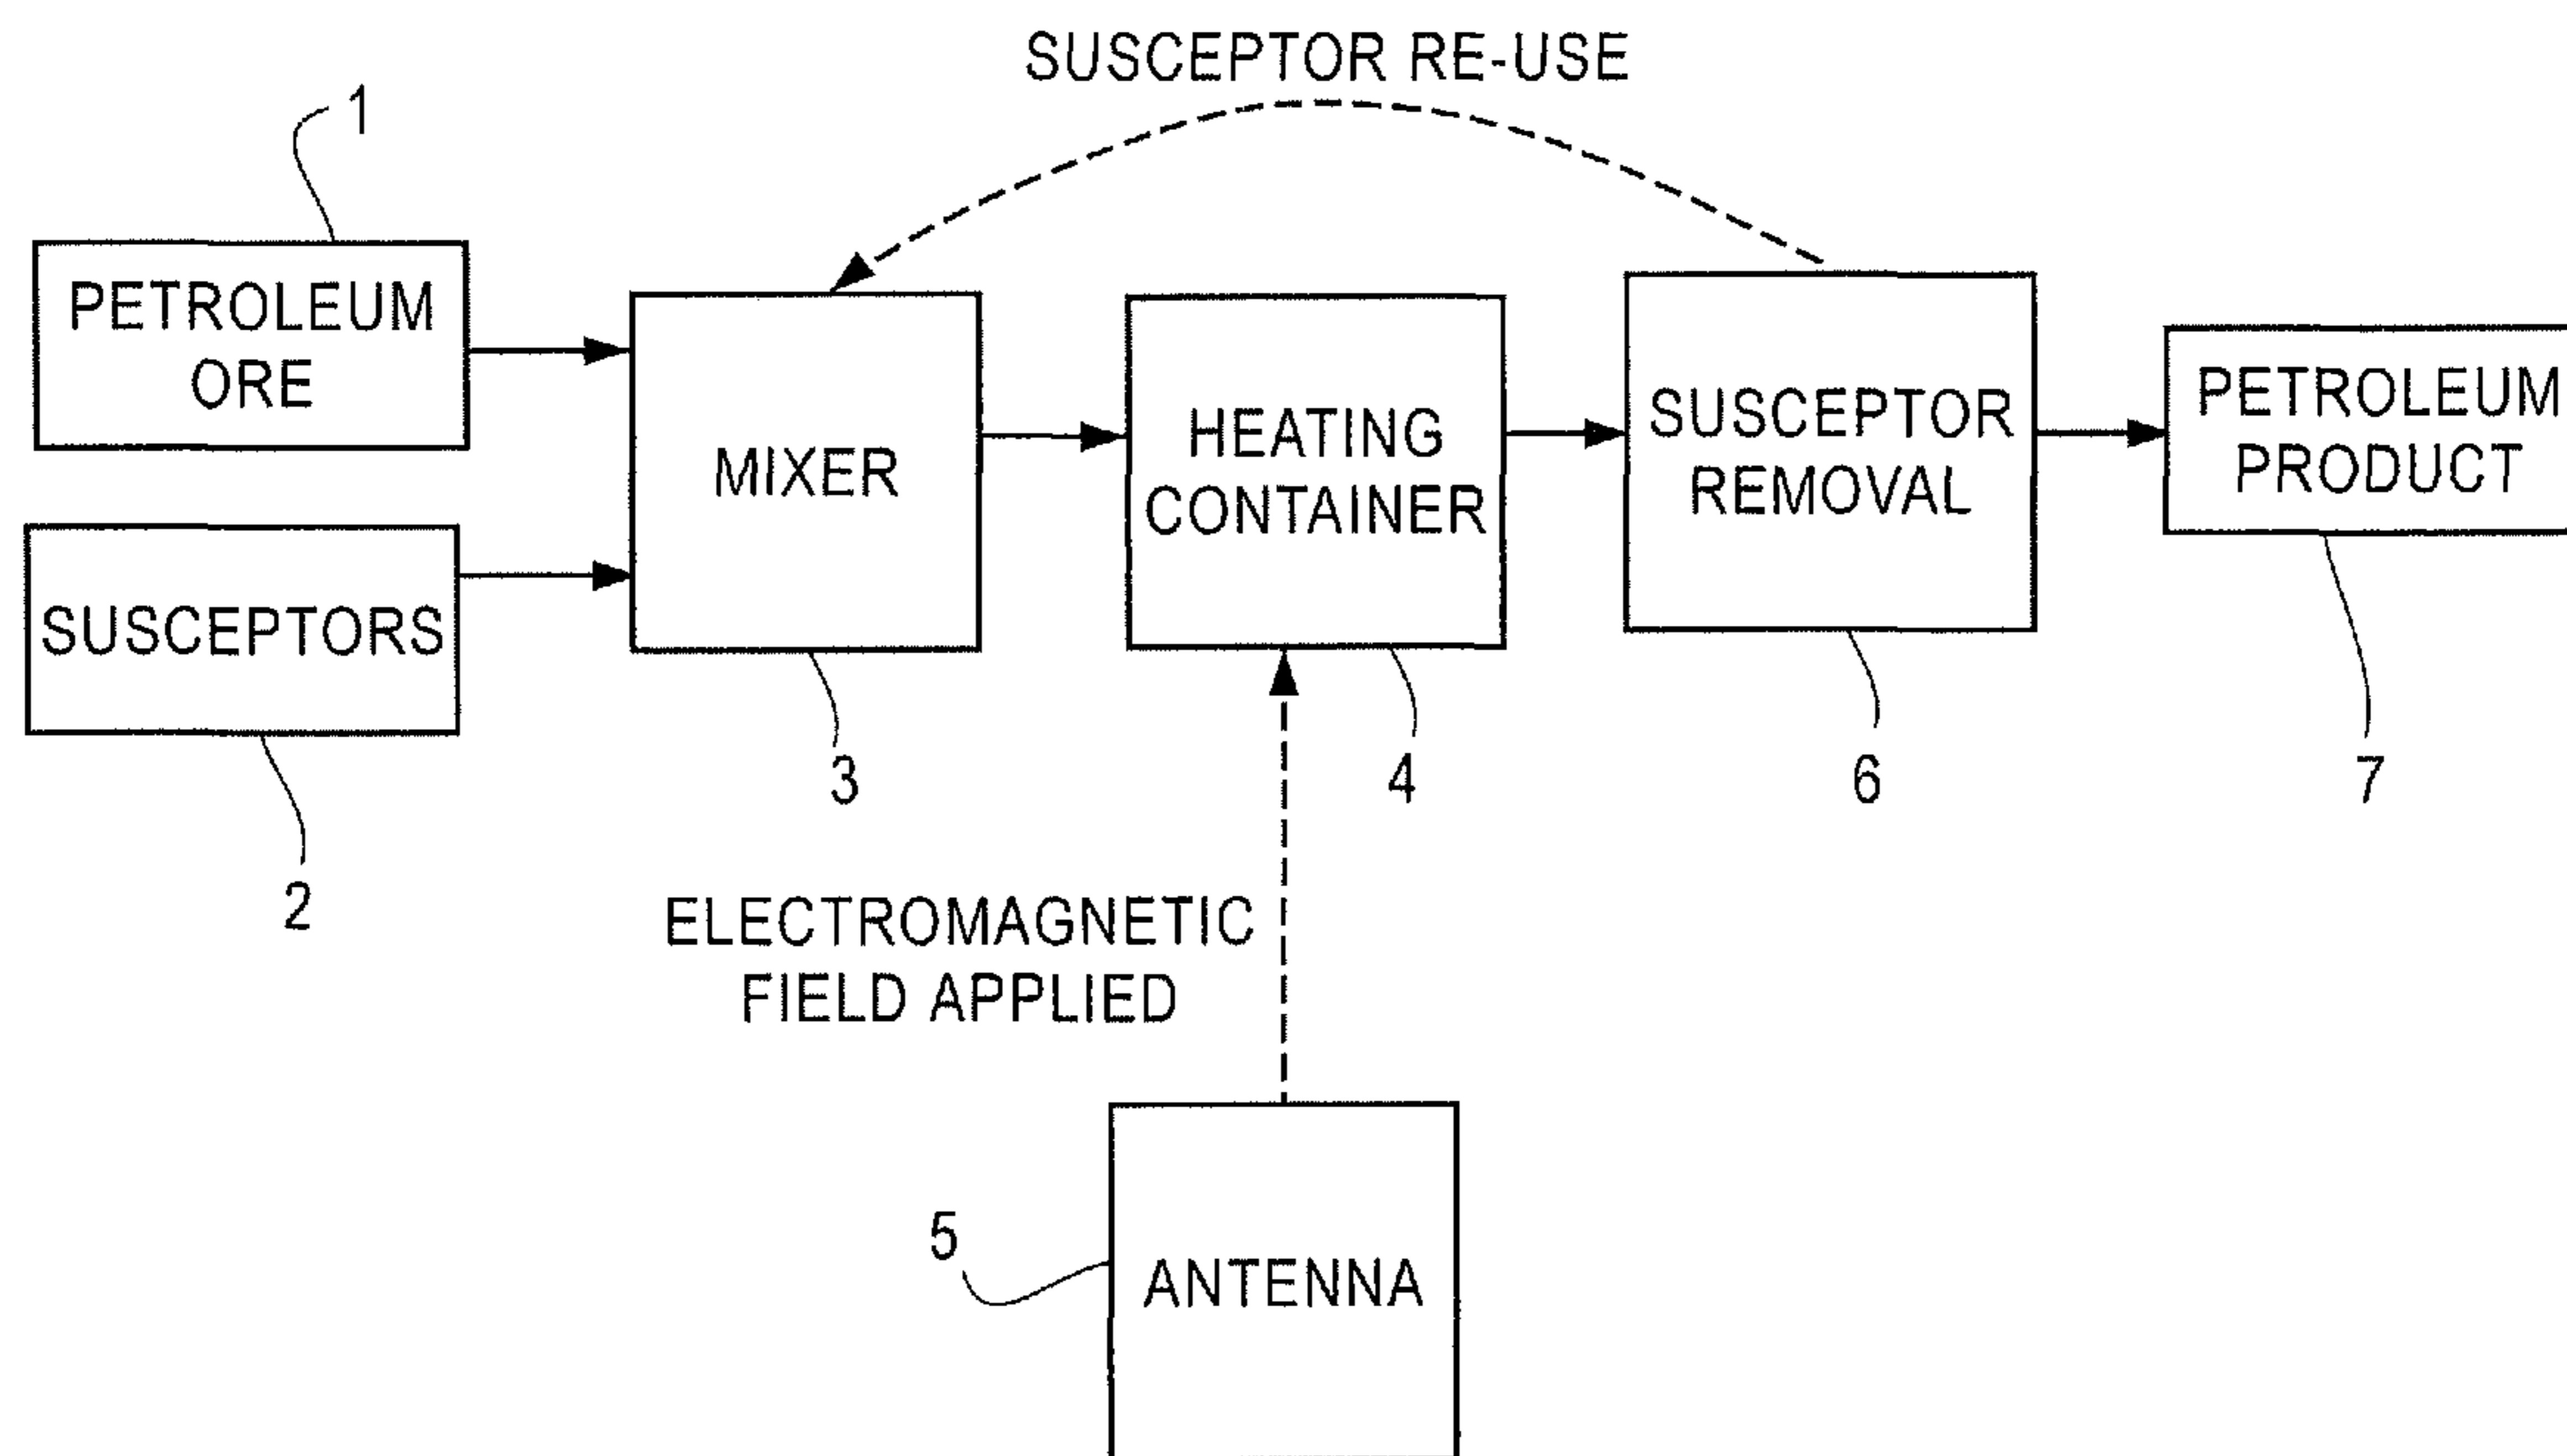 SUSCEPTOR RE-USE
1
PETROLEUM
ORE
SUSCEPTORS
2
MIXER
3
HEATING
CONTAINER
4
SUSCEPTOR
REMOVAL
6
PETROLEUM
PRODUCT
7
ELECTROMAGNETIC
FIELD APPLIED
5
ANTENNA